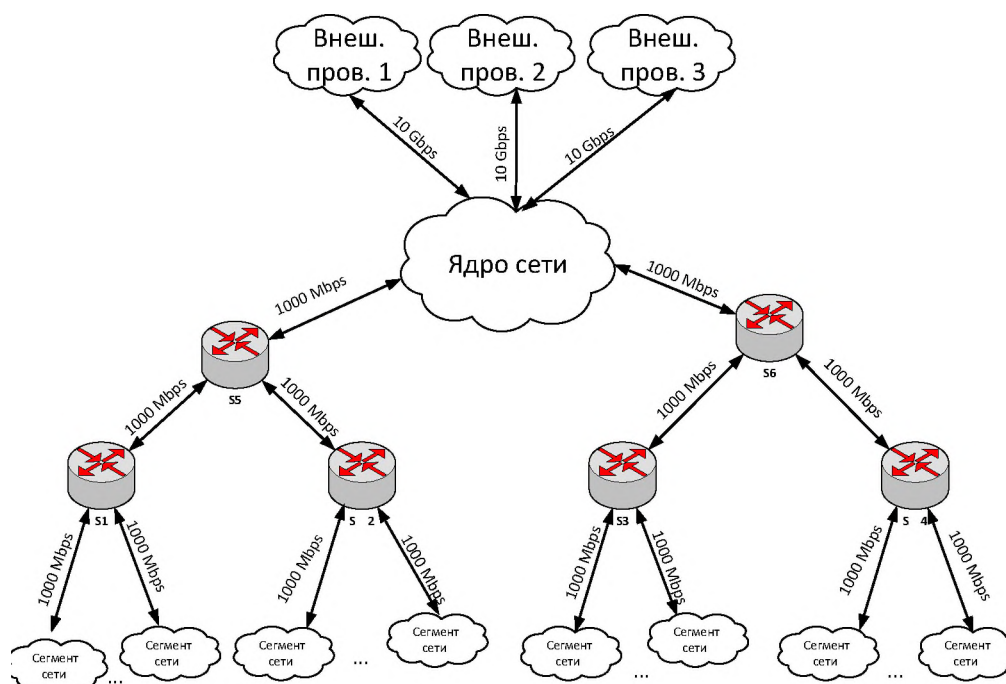 Внеш.
пров. 1
Внеш.
пров. 2
Внеш.
пров. 3
10 Gbps
10 Gbps
10 Gbps
Ядро сети
1000 Mbps
1000 Mbps
S5
S6
1000 Mbps
1000 Mbps
1000 Mbps
1000 Mbps
S1
S 2
S3
S 4
1000 Mbps
1000 Mbps
1000 Mbps
1000 Mbps
1000 Mbps
1000 Mbps
1000 Mbps
1000 Mbps
Сегмент
сети
...
Сегмент
сети
Сегмент
сети
...
Сегмент
сети
Сегмент
сети
...
Сегмент
сети
Сегмент
сети
...
Сегмент
сети